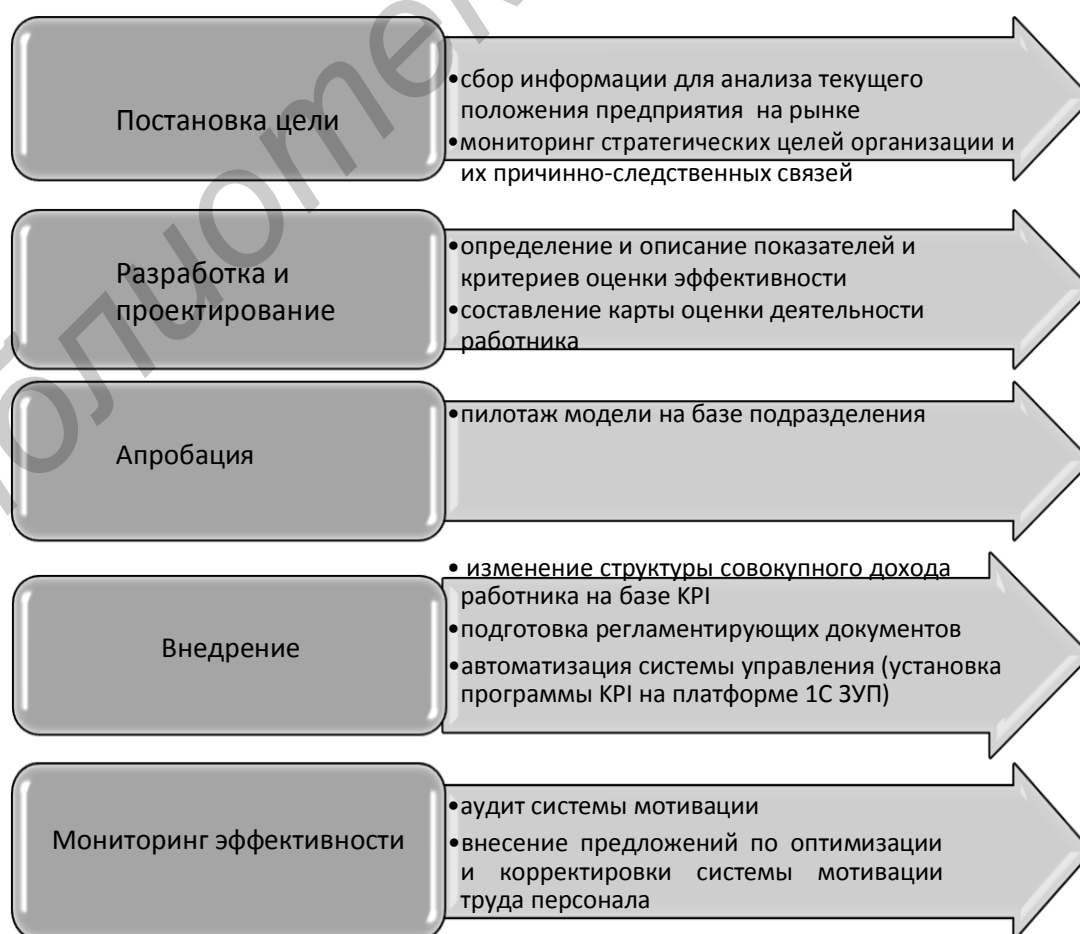 Постановка цели
•сбор информации для анализа текущего
положения предприятия на рынке
•мониторинг стратегических целей организации и
их причинно-следственных связей
Разработка и
проектирование
•определение и описание показателей и
критериев оценки эффективности
•составление карты оценки деятельности
работника
Апробация
•пилотаж модели на базе подразделения
Внедрение
• изменение структуры совокупного дохода
работника на базе KPI
•подготовка регламентирующих документов
•автоматизация системы управления (установка
программы KPI на платформе 1С ЗУП)
Мониторинг эффективности
•аудит системы мотивации
•внесение предложений по оптимизации
и корректировки системы мотивации
труда персонала